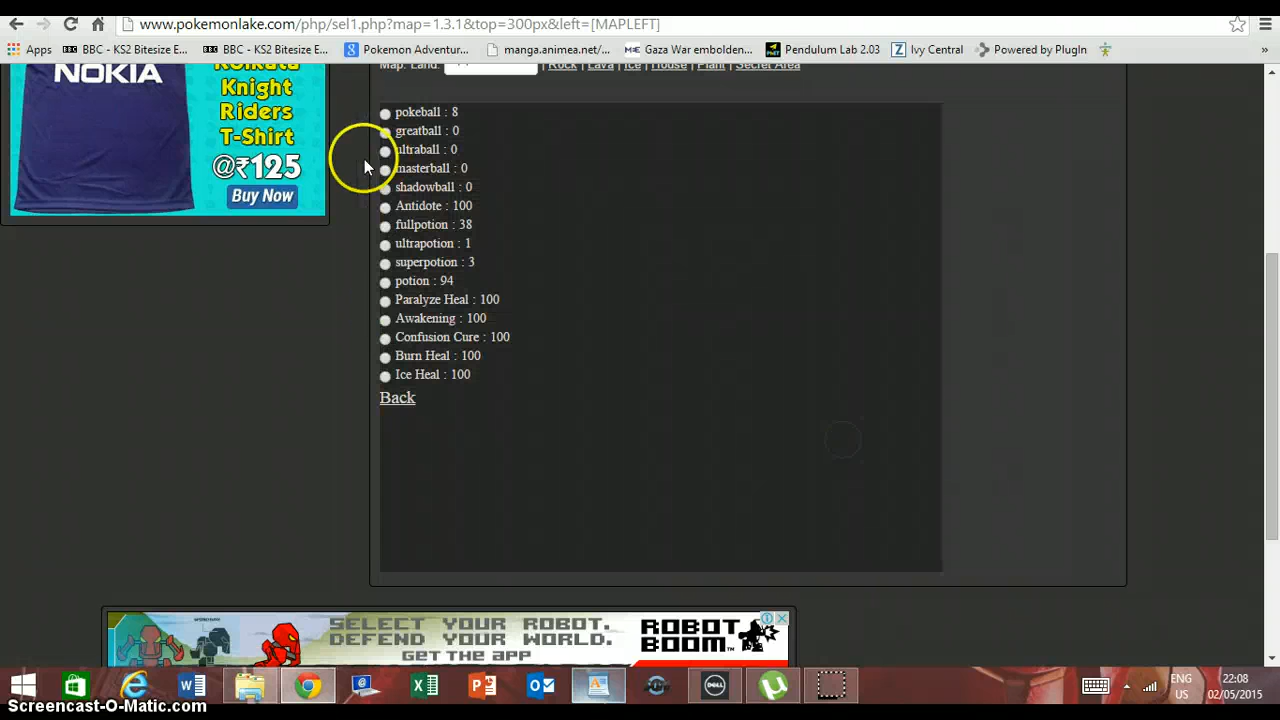 www.pokemonlake.com/php/sel1.php?map=1.3.1&top=300px&left=[MAPLEFT]
Apps BBC - KS2 Bitesize E... BBC - KS2 Bitesize E... Pokemon Adventur... manga.animea.net/... Gaza War emblden... Pendulum Lab 2.03 Ivy Central Powered by PlugIn »
Map: Land: | Rock | Lava | Ice | House | Plant | Secret Area
NOKIA
Kolkata
Knight
Riders
T-Shirt
@₹125
Buy Now
pokeball : 8
greatball : 0
ultraball : 0
masterball : 0
shadowball : 0
Antidote : 100
fullpotion : 38
ultrapotion : 1
superpotion : 3
potion : 94
Paralyze Heal : 100
Awakening : 100
Confusion Cure : 100
Burn Heal : 100
Ice Heal : 100
Back
SELECT YOUR ROBOT.
DEFEND YOUR WORLD.
GET THE APP
ROBOT
BOOM™
ENG
US
22:08
02/05/2015
Screencast-O-Matic.com